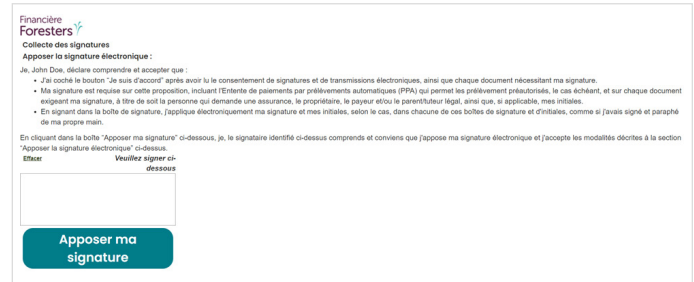 Financière
Foresters
Collecte des signatures
Apposer la signature électronique :
Je, John Doe, déclare comprendre et accepter que :
• J'ai coché le bouton "Je suis d'accord" après avoir lu le consentement de signatures et de transmissions électroniques, ainsi que chaque document nécessitant ma signature.
• Ma signature est requise sur cette proposition, incluant l'Entente de paiements par prélèvements automatiques (PPA) qui permet les prélèvement préautorisés, le cas échéant, et sur chaque document
exigeant ma signature, à titre de soit la personne qui demande une assurance, le propriétaire, le payeur et/ou le parent/tuteur légal, ainsi que, si applicable, mes initiales.
• En signant dans la boîte de signature, j'applique électroniquement ma signature et mes initiales, selon le cas, dans chacune de ces boîtes de signature et d'initiales, comme si j'avais signé et paraphé
de ma propre main.
En cliquant dans la boîte "Apposer ma signature" ci-dessous, je, le signataire identifié ci-dessus comprends et conviens que j'appose ma signature électronique et j'accepte les modalités décrites à la section
"Apposer la signature électronique" ci-dessus.
Effacer Veuillez signer ci-
dessous
Apposer ma
signature